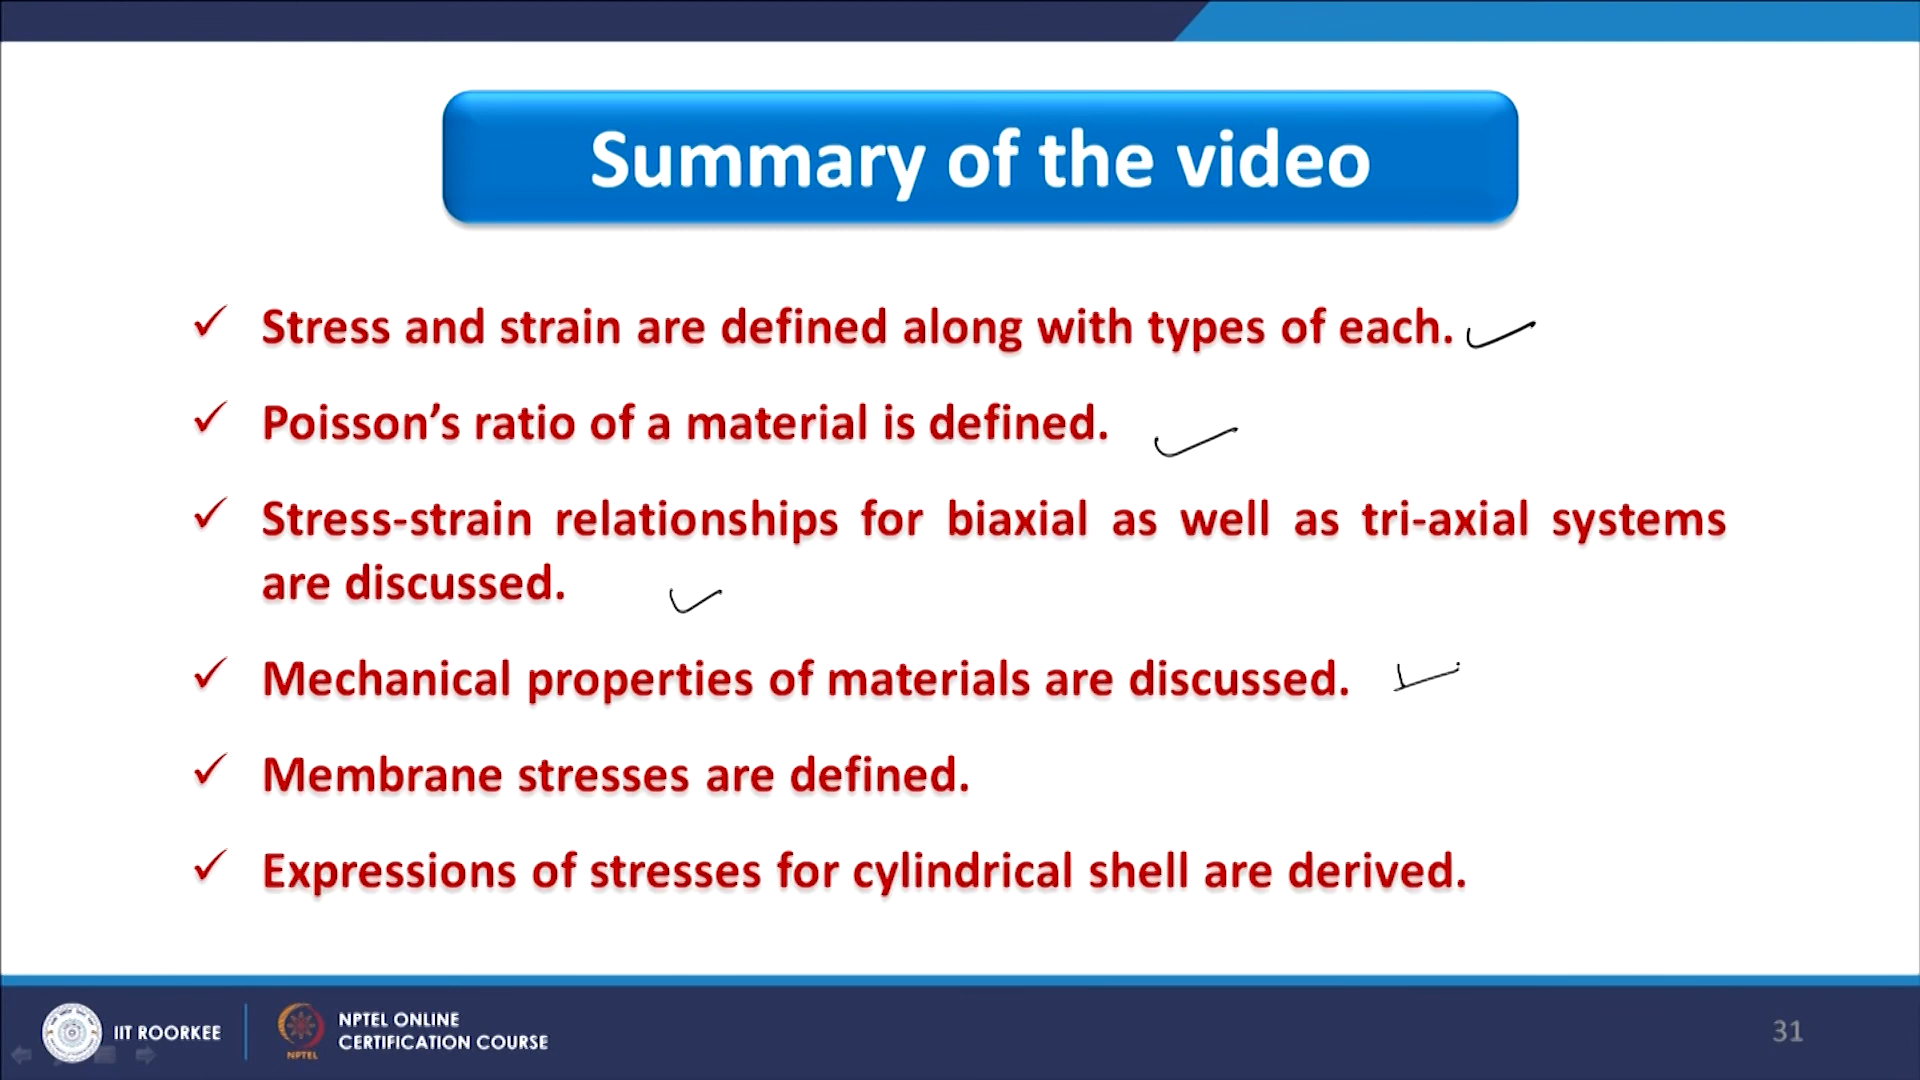 Summary of the video
✓ Stress and strain are defined along with types of each.
✓ Poisson’s ratio of a material is defined.
✓ Stress-strain relationships for biaxial as well as tri-axial systems
are discussed.
✓ Mechanical properties of materials are discussed.
✓ Membrane stresses are defined.
✓ Expressions of stresses for cylindrical shell are derived.
IIT ROORKEE
NPTEL
NPTEL ONLINE
CERTIFICATION COURSE
31